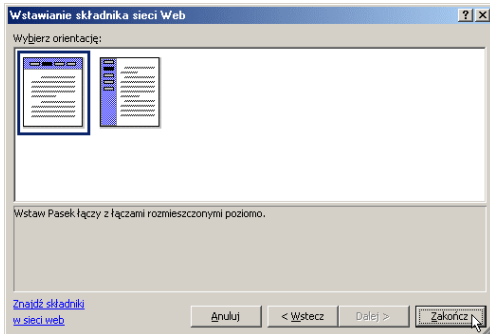 Wstawianie składnika sieci Web
Wybierz orientację:
Wstaw Pasek łączy z łączami rozmieszczonymi poziomo.
Znajdź składniki
w sieci web
Anuluj
< Wstecz
Dalej >
Zakończ